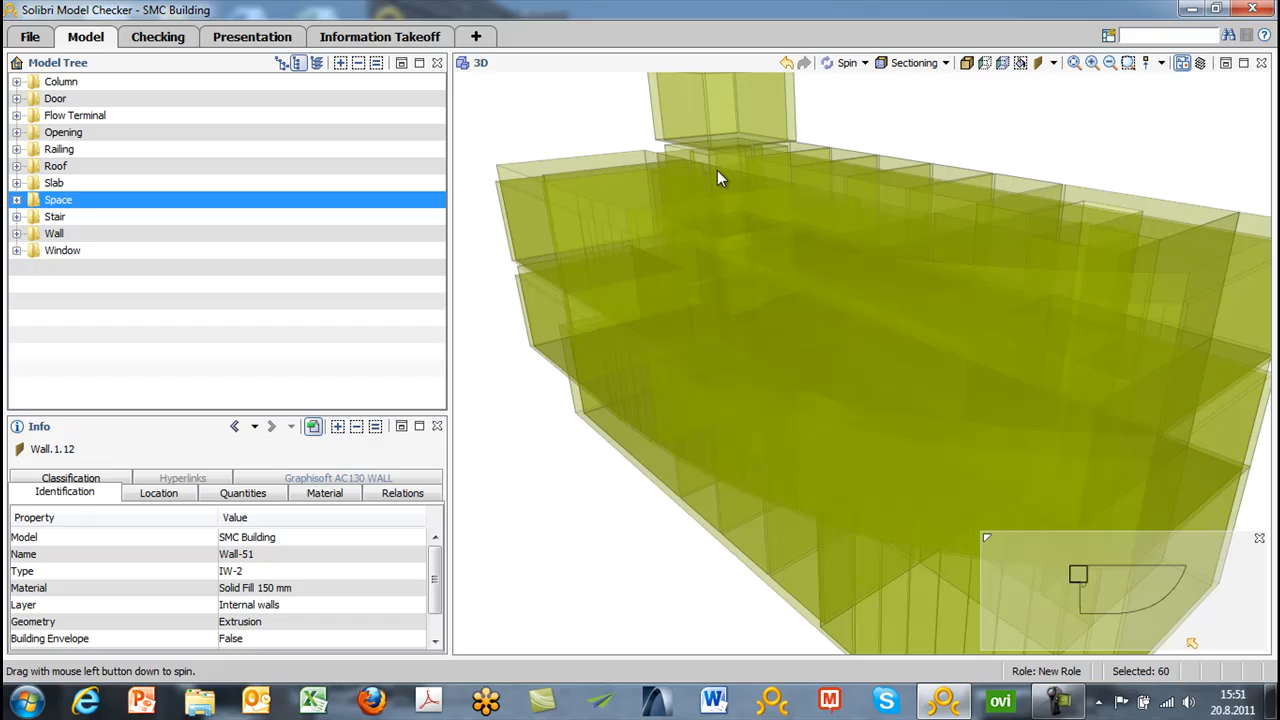 Solibri Model Checker - SMC Building
File
Model
Checking
Presentation
Information Takeoff
Model Tree
3D
Spin
Sectioning
Column
Door
Flow Terminal
Opening
Railing
Roof
Slab
Space
Stair
Wall
Window
Info
Wall.1.12
Classification
Hyperlinks
Graphisoft AC130 WALL
Identification
Location
Quantities
Material
Relations
Property Value
Model SMC Building
Name Wall-51
Type IW-2
Material Solid Fill 150 mm
Layer Internal walls
Geometry Extrusion
Building Envelope False
Drag with mouse left button down to spin.
Role: New Role
Selected: 60
ovi
15:51
20.8.2011